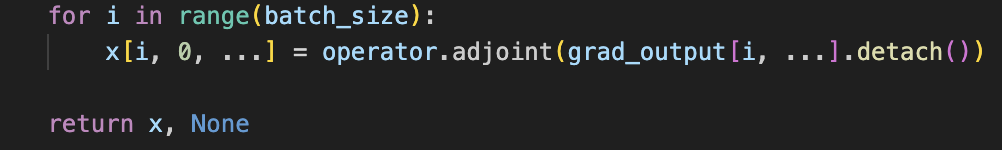 for i in range(batch_size):
    x[i, 0, ...] = operator.adjoint(grad_output[i, ...].detach())
return x, None